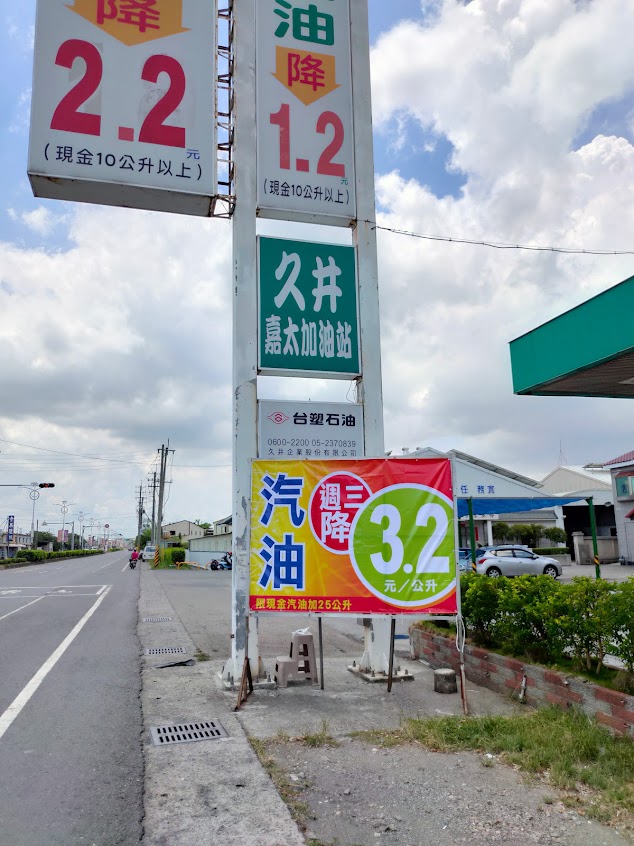 降
2.2元
(現金10公升以上)
油
降
1.2元
(現金10公升以上)
久井
嘉太加油站
台塑石油
0600-2200 05-2370839
久井企業股份有限公司
汽油
週三降
3.2
元/公升
限現金汽油加25公升
任務賞